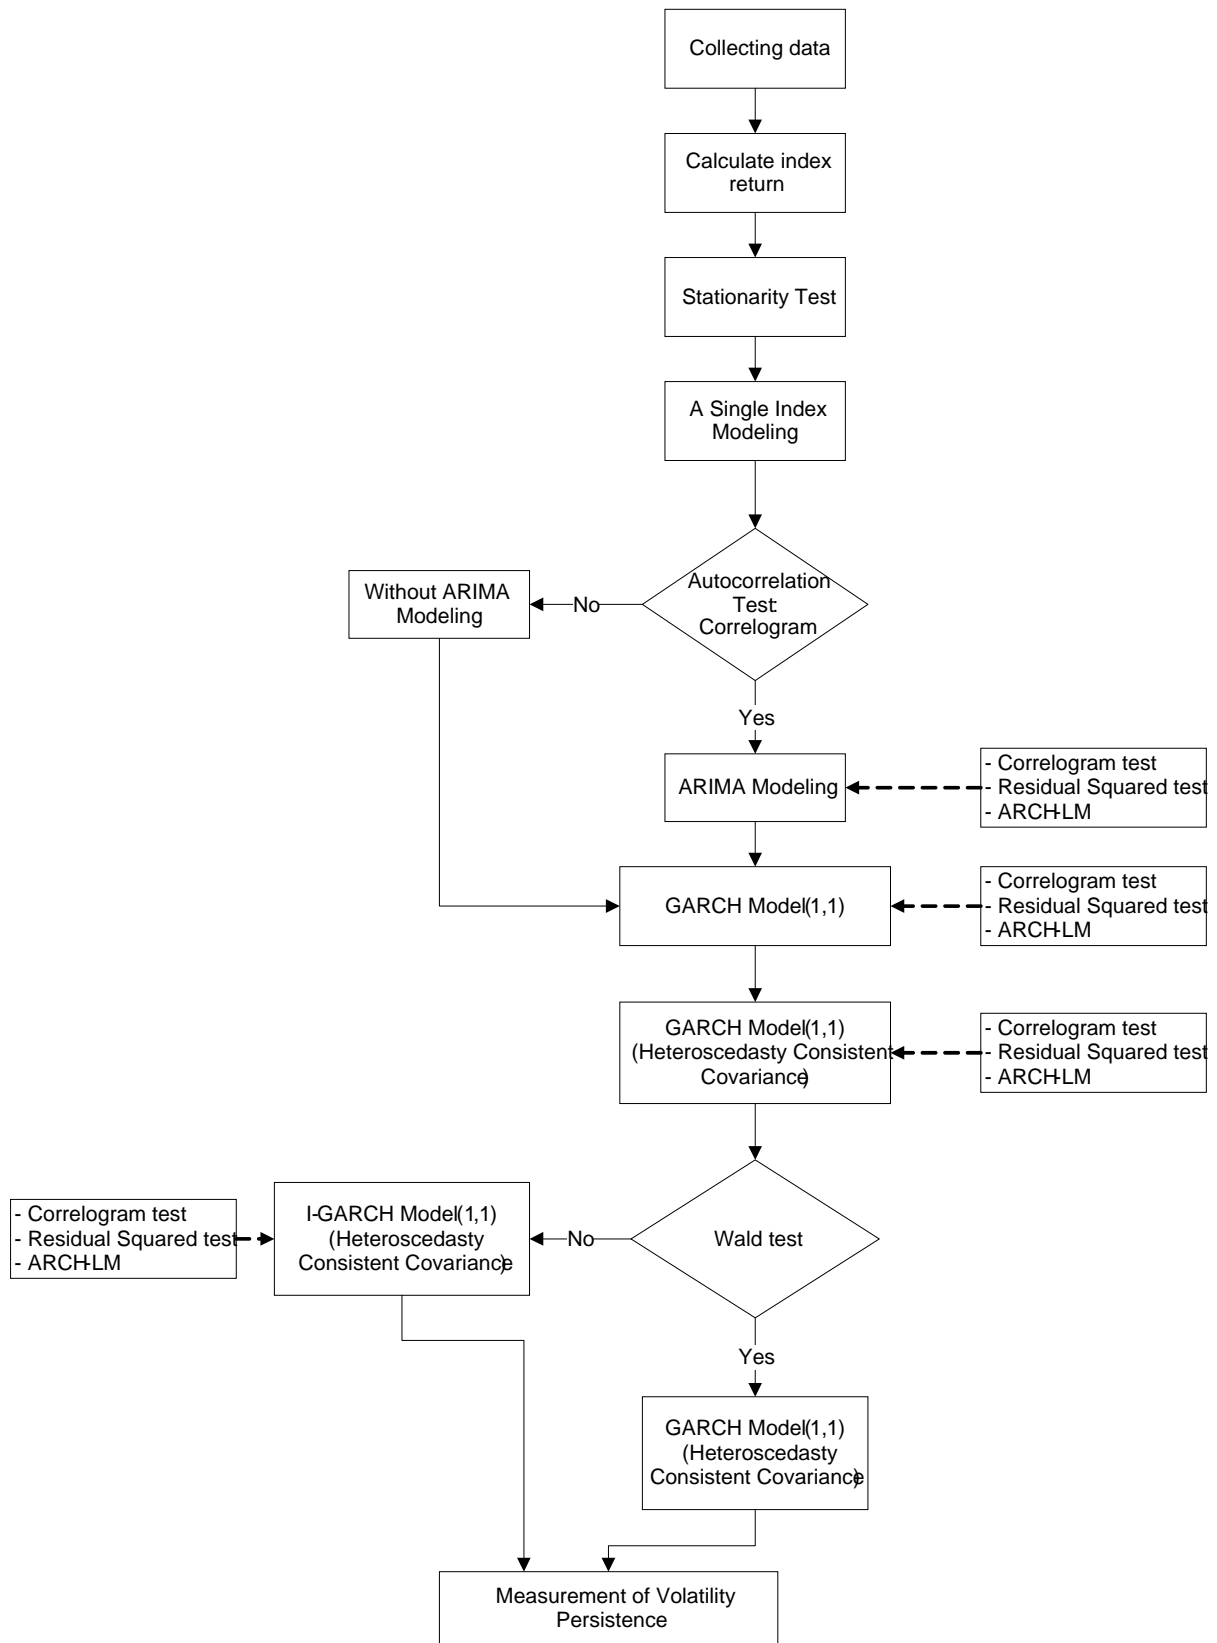 Collecting data
Calculate index
return
Stationarity Test
A Single Index
Modeling
Autocorrelation
Test:
Correlogram
No
Without ARIMA
Modeling
Yes
ARIMA Modeling
- Correlogram test
- Residual Squared test
- ARCH-LM
GARCH Model(1,1)
- Correlogram test
- Residual Squared test
- ARCH-LM
GARCH Model(1,1)
(Heteroscedasty Consistent
Covariance)
- Correlogram test
- Residual Squared test
- ARCH-LM
Wald test
No
I-GARCH Model(1,1)
(Heteroscedasty
Consistent Covariance)
- Correlogram test
- Residual Squared test
- ARCH-LM
Yes
GARCH Model(1,1)
(Heteroscedasty
Consistent Covariance)
Measurement of Volatility
Persistence